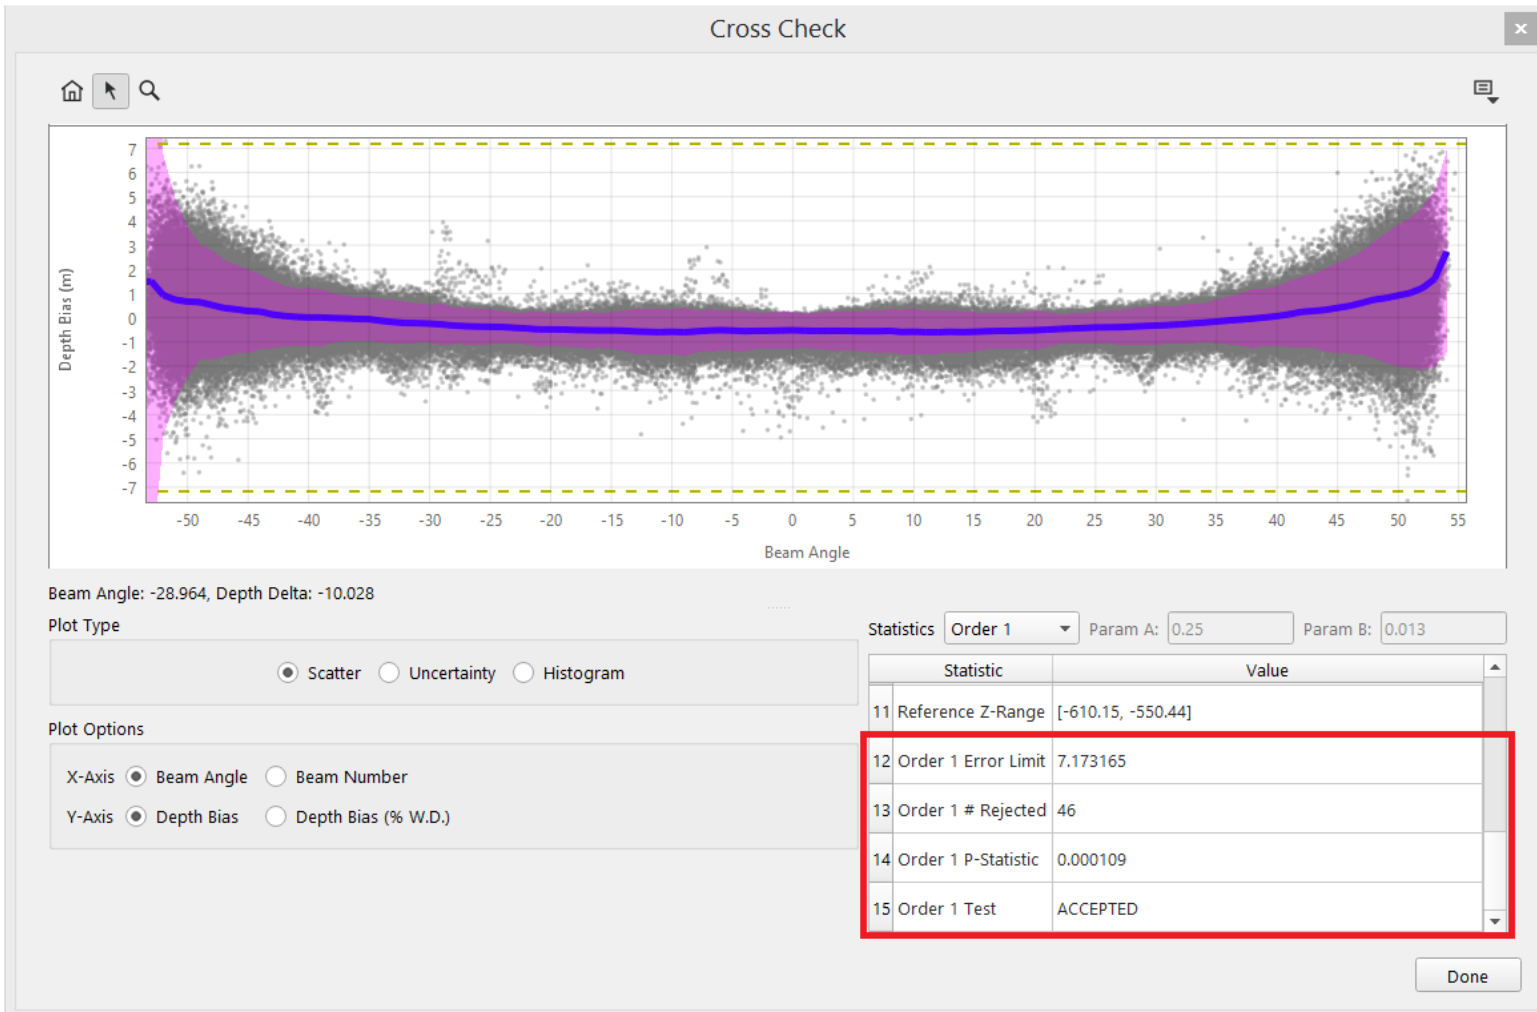 Cross Check
7
6
5
4
3
2
1
0
-1
-2
-3
-4
-5
-6
-7
Depth Bias (m)
-50 -45 -40 -35 -30 -25 -20 -15 -10 -5 0 5 10 15 20 25 30 35 40 45 50 55
Beam Angle
Beam Angle: -28.964, Depth Delta: -10.028
Plot Type
Scatter Uncertainty Histogram
Plot Options
X-Axis Beam Angle Beam Number
Y-Axis Depth Bias Depth Bias (% W.D.)
Statistics Order 1 Param A: 0.25 Param B: 0.013
Statistic Value
11 Reference Z-Range [-610.15, -550.44]
12 Order 1 Error Limit 7.173165
13 Order 1 # Rejected 46
14 Order 1 P-Statistic 0.000109
15 Order 1 Test ACCEPTED
Done